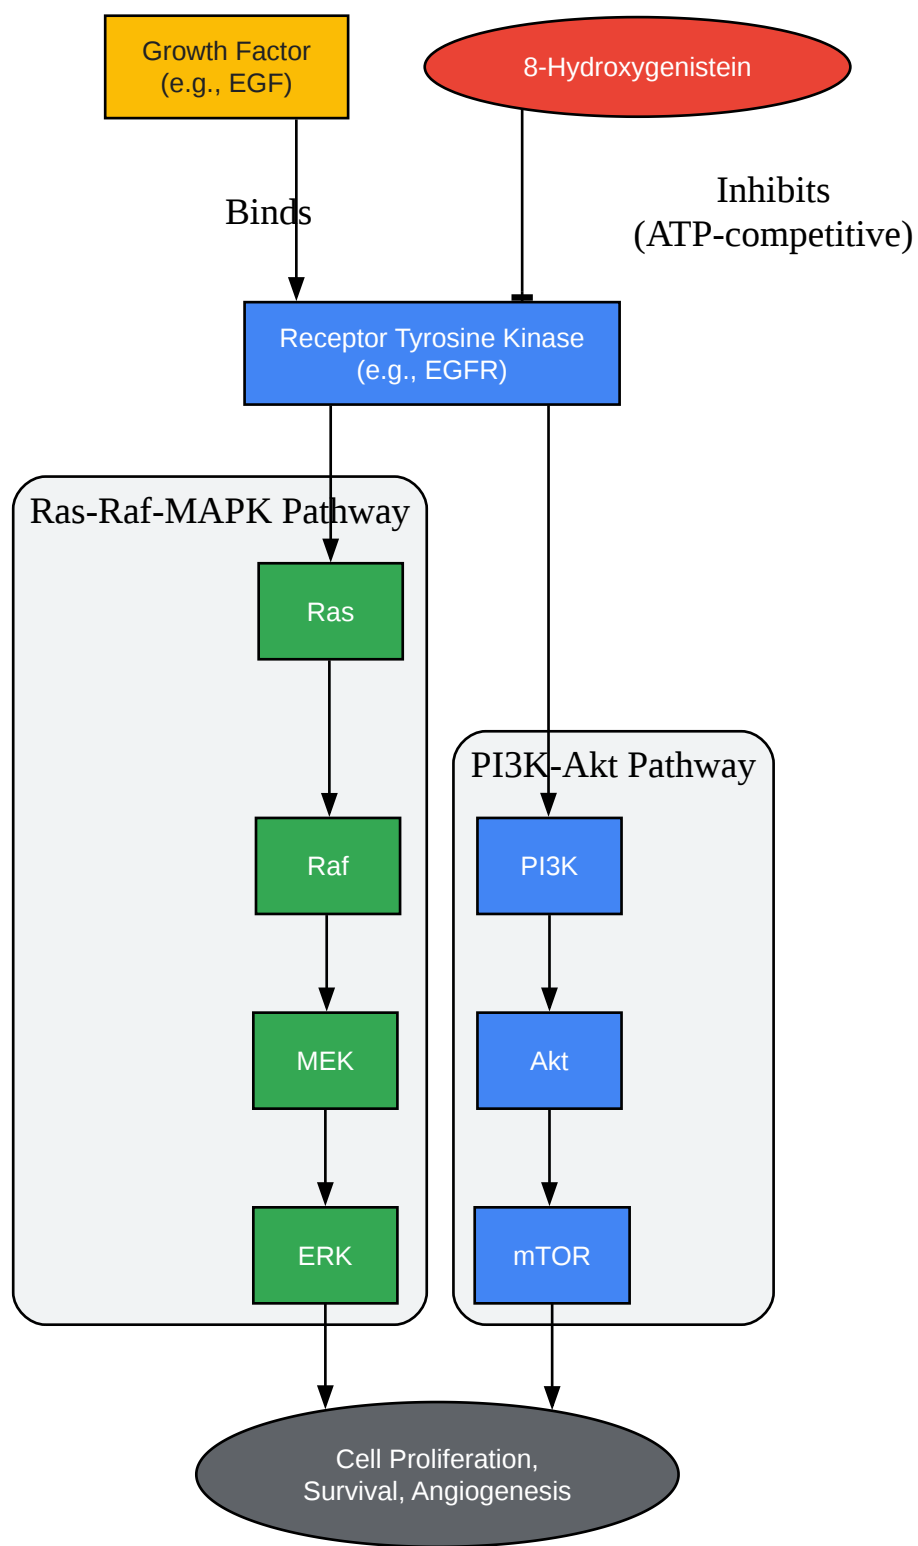 Growth Factor
(e.g., EGF)
8-Hydroxygenistein
Binds
Inhibits
(ATP-competitive)
Receptor Tyrosine Kinase
(e.g., EGFR)
Ras-Raf-MAPK Pathway
Ras
Raf
MEK
ERK
PI3K-Akt Pathway
PI3K
Akt
mTOR
Cell Proliferation,
Survival, Angiogenesis